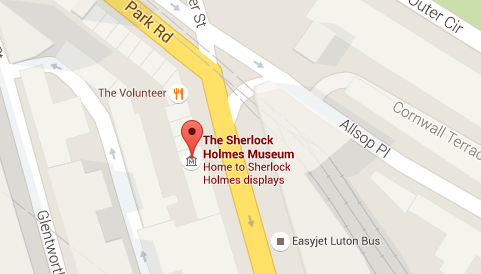 Park Rd
er St
Outer Cir
The Volunteer
The Sherlock
Holmes Museum
Home to Sherlock
Holmes displays
Allsop Pl
Cornwall Terrac
Glentworth
Easyjet Luton Bus